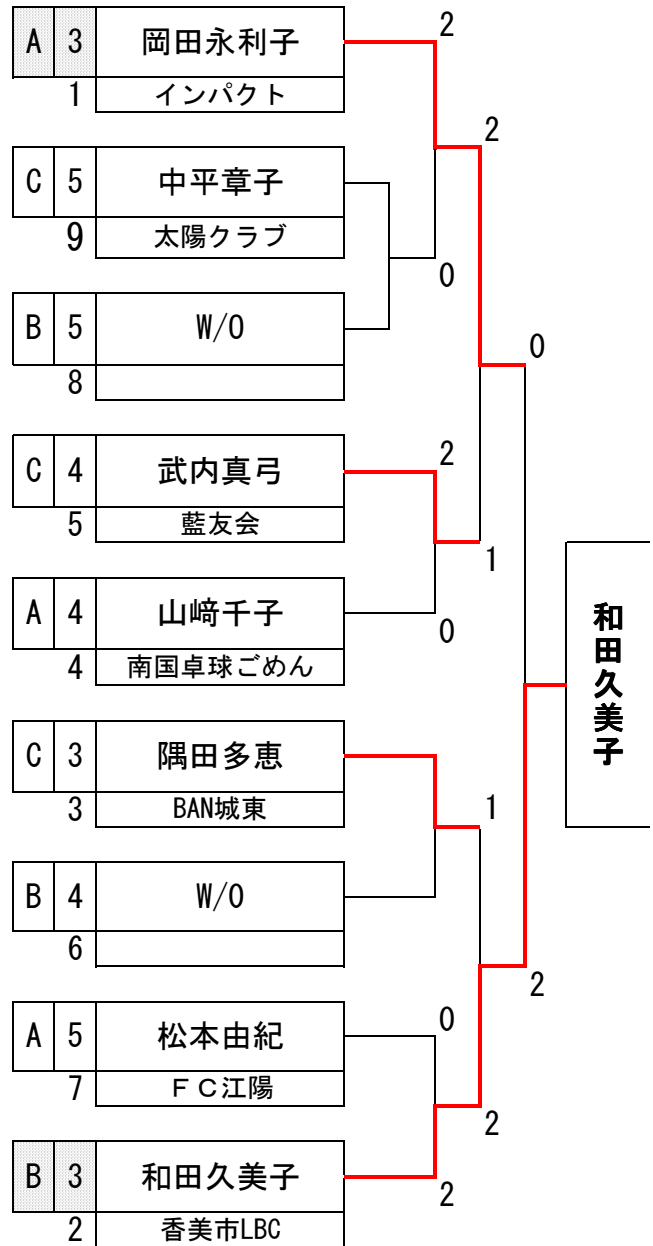 A 3 岡田永利子 2
1 インパクト
2
C 5 中平章子
9 太陽クラブ
0
B 5 W/O
0
8
C 4 武内真弓 2
5 藍友会
1
A 4 山﨑千子 0
4 南国卓球ごめん
和田久美子
C 3 隅田多恵
3 BAN城東 1
B 4 W/O
6
2
A 5 松本由紀 0
7 ＦＣ江陽
2
B 3 和田久美子 2
2 香美市LBC